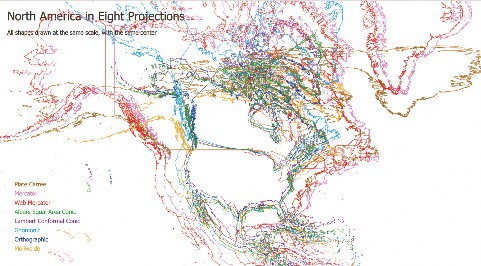 North America in Eight Projections
All shapes drawn at the same scale, with the same center
Plate Carree
Mercator
Web Mercator
Albers Equal Area Conic
Lambert Conformal Conic
Gnomonic
Orthographic
Mollweide